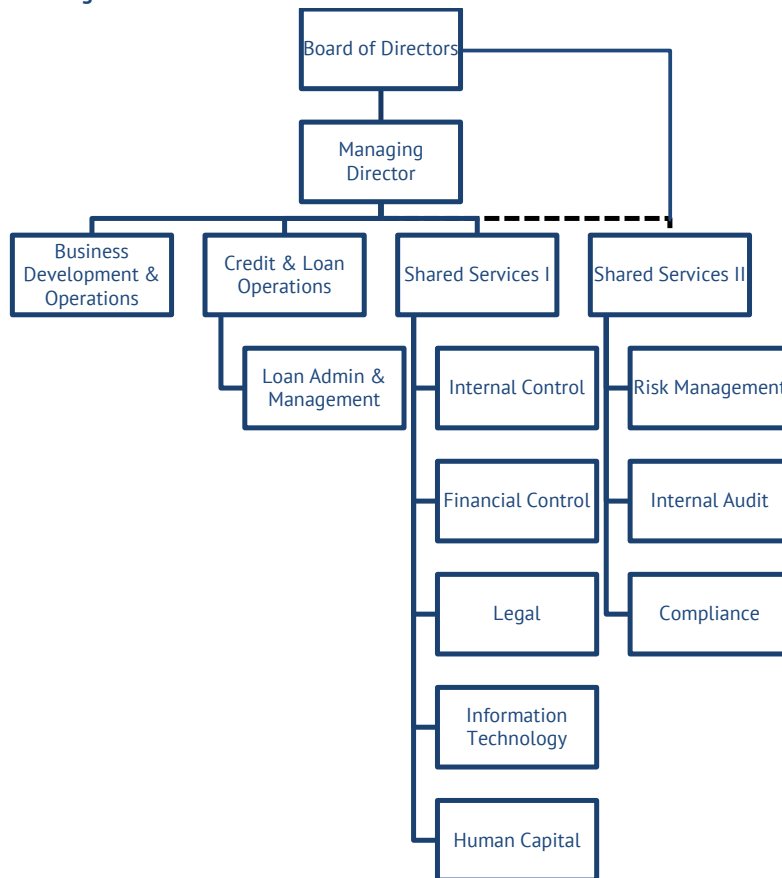 Board of Directors
Managing
Director
Business
Development &
Operations
Credit & Loan
Operations
Shared Services I
Shared Services II
Loan Admin &
Management
Internal Control
Risk Management
Financial Control
Internal Audit
Legal
Compliance
Information
Technology
Human Capital